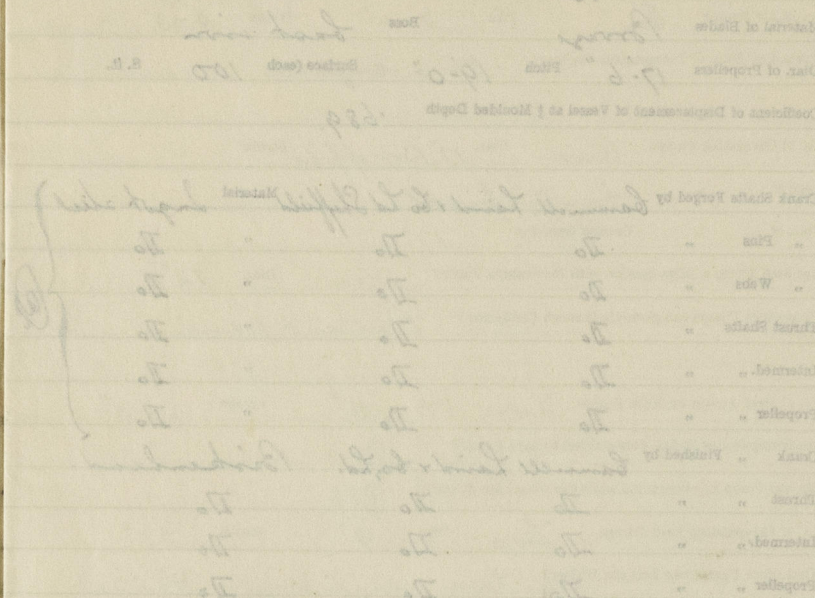 Material of Blades Bronze Boss Cast iron
Diar. of Propellers 17'-6" Pitch 19'-0" Surface (each 100 S. ft.
Coefficient of Displacement of Vessel at ¾ Moulded Depth .689
Crank Shafts Forged by Cammell Laird & Co Ld Sheffield Material Ingot steel
„ Pins „ Do Do „ Do
„ Webs „ Do Do „ Do
Thrust Shafts „ Do Do „ Do
Intermed. „ „ Do Do „ Do
Propeller „ „ Do Do „ Do
Crank „ Finished by Cammell Laird & Co, Ld. Birkenhead
Thrust „ „ Do Do Do
Intermed. „ „ Do Do Do
Propeller „ „ Do Do Do